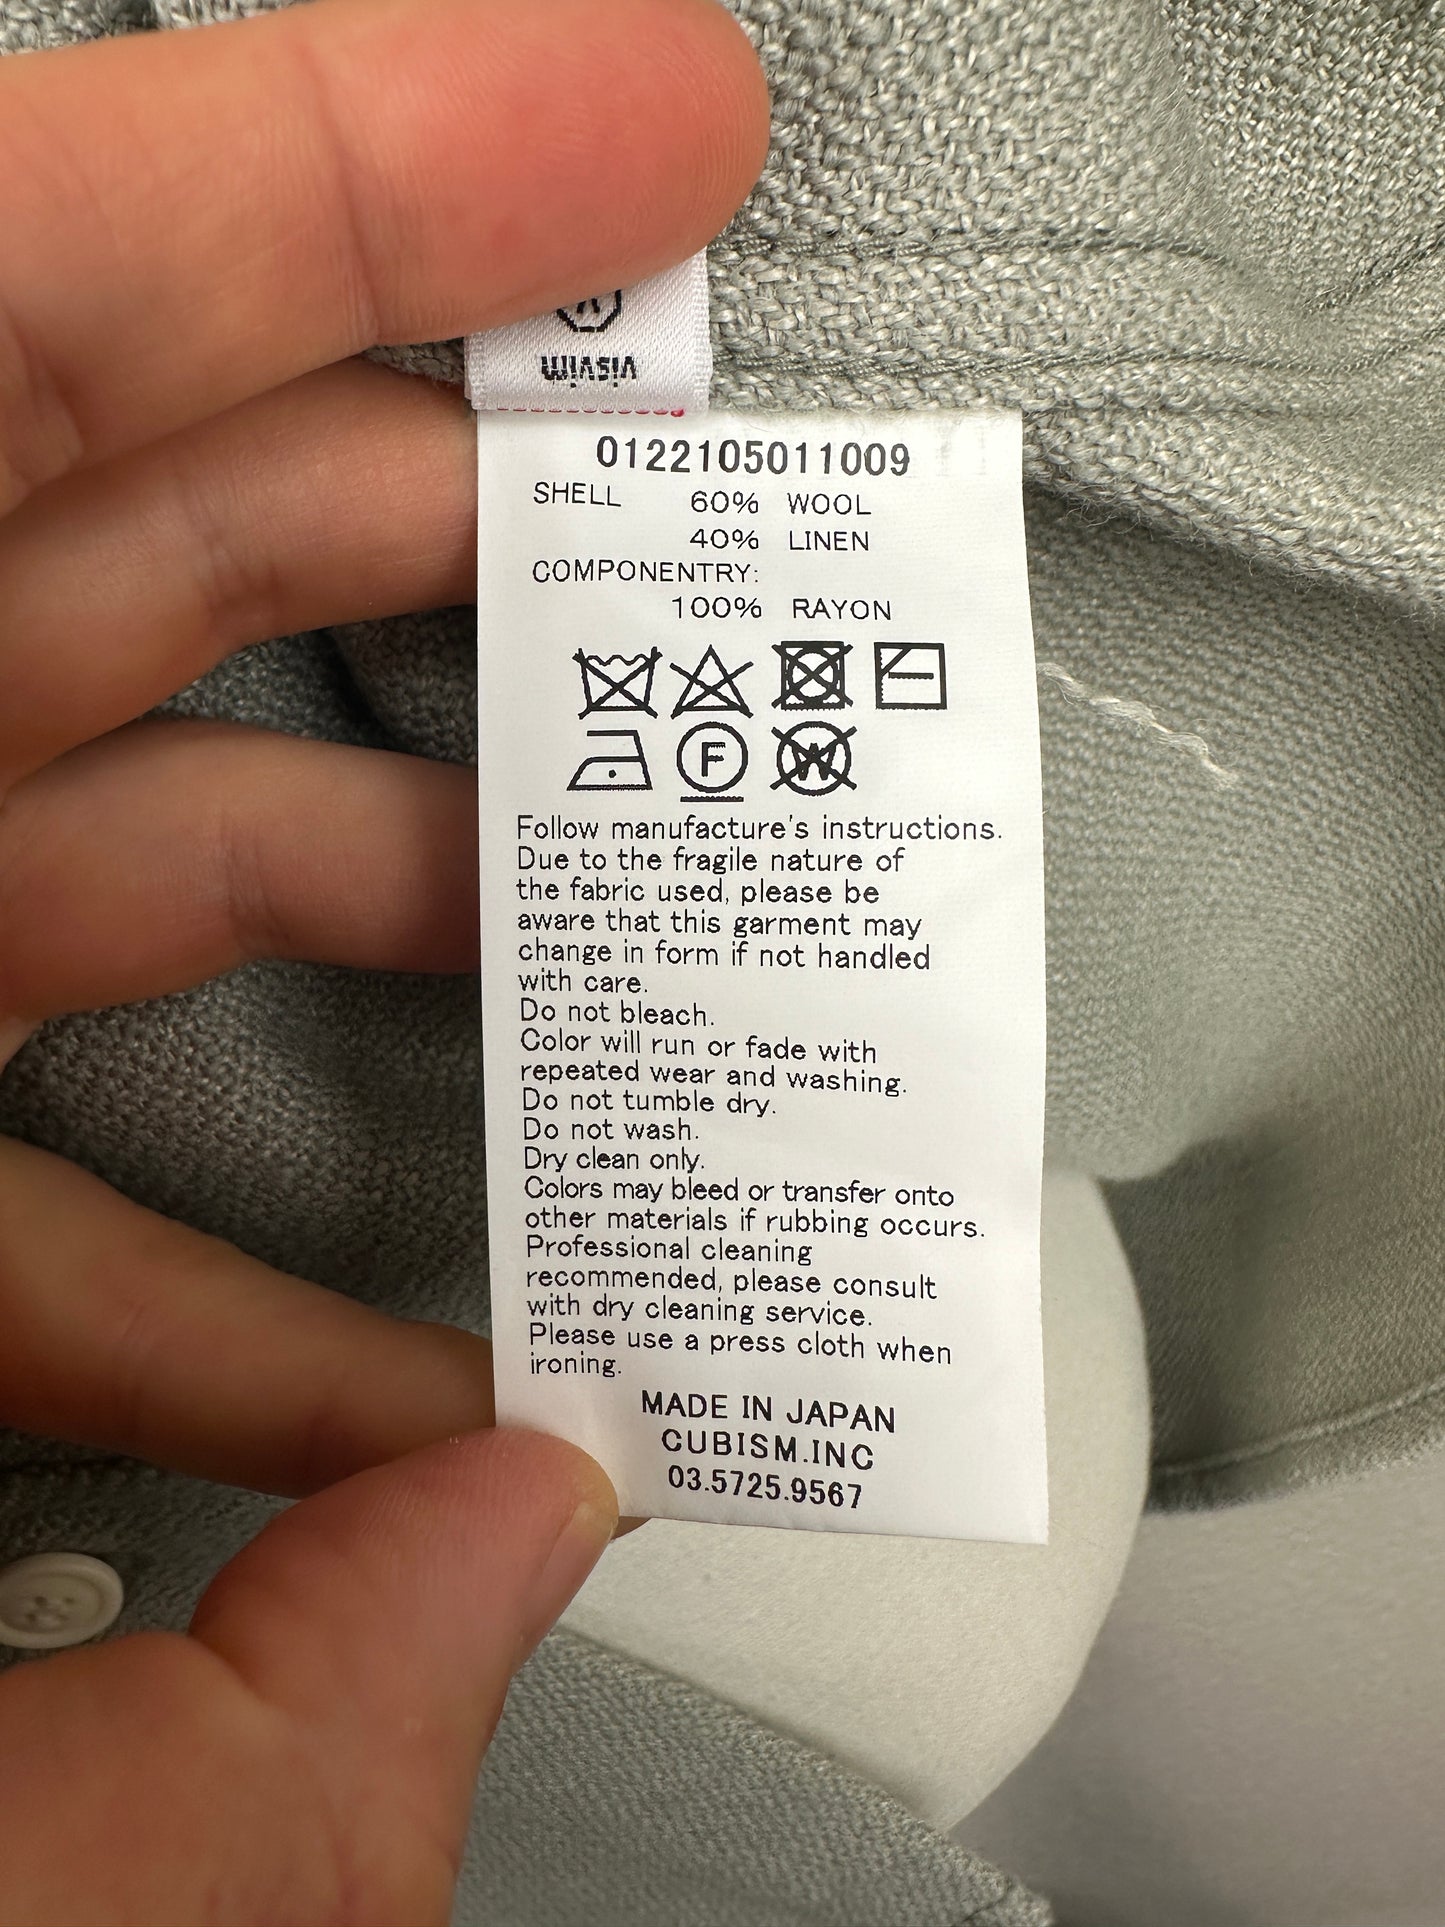 visvim
0122105011009
SHELL 60% WOOL
40% LINEN
COMPONENTRY:
100% RAYON
F W
Follow manufacture's instructions.
Due to the fragile nature of
the fabric used, please be
aware that this garment may
change in form if not handled
with care.
Do not bleach.
Color will run or fade with
repeated wear and washing.
Do not tumble dry.
Do not wash.
Dry clean only.
Colors may bleed or transfer onto
other materials if rubbing occurs.
Professional cleaning
recommended, please consult
with dry cleaning service.
Please use a press cloth when
ironing.
MADE IN JAPAN
CUBISM.INC
03.5725.9567